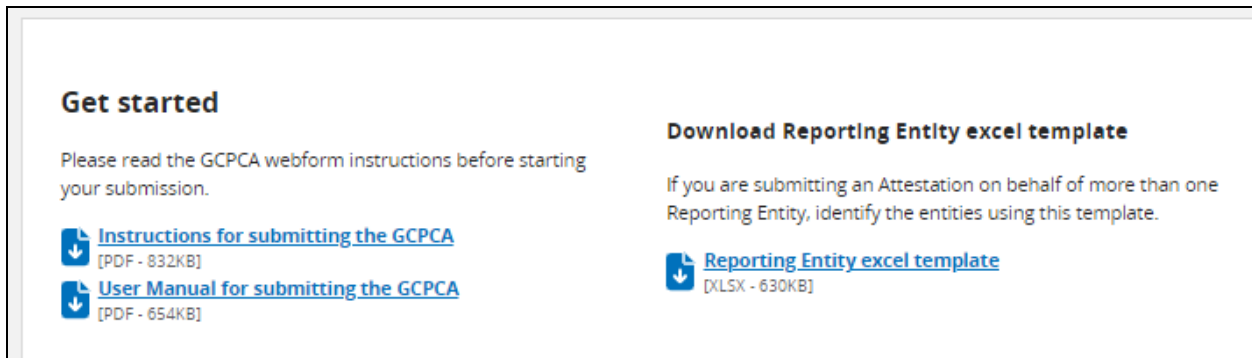 Get started
Please read the GCPCA webform instructions before starting
your submission.
Instructions for submitting the GCPCA
[PDF - 832KB]
User Manual for submitting the GCPCA
[PDF - 654KB]
Download Reporting Entity excel template
If you are submitting an Attestation on behalf of more than one
Reporting Entity, identify the entities using this template.
Reporting Entity excel template
[XLSX - 630KB]